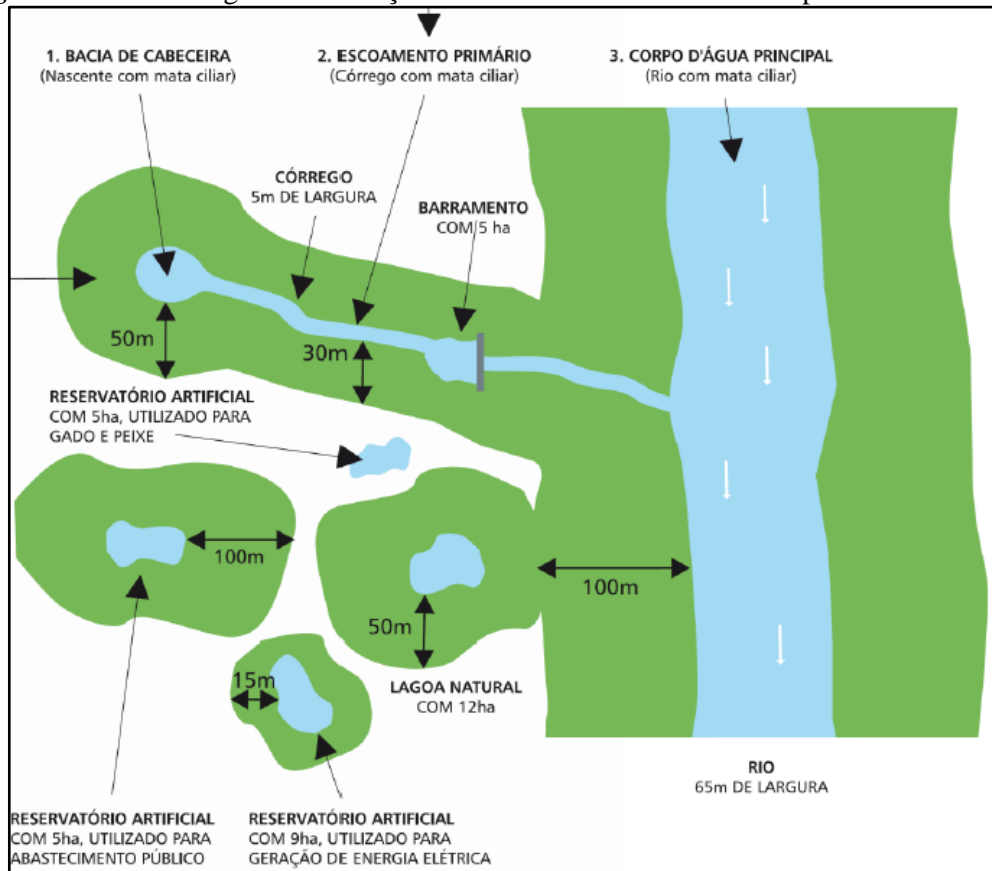 1. BACIA DE CABECEIRA
(Nascente com mata ciliar)
2. ESCOAMENTO PRIMÁRIO
(Córrego com mata ciliar)
3. CORPO D'ÁGUA PRINCIPAL
(Rio com mata ciliar)
CÓRREGO
5m DE LARGURA
BARRAMENTO
COM 5 ha
50m
30m
RESERVATÓRIO ARTIFICIAL
COM 5ha, UTILIZADO PARA
GADO E PEIXE
100m
100m
50m
15m
LAGOA NATURAL
COM 12ha
RIO
65m DE LARGURA
RESERVATÓRIO ARTIFICIAL
COM 5ha, UTILIZADO PARA
ABASTECIMENTO PÚBLICO
RESERVATÓRIO ARTIFICIAL
COM 9ha, UTILIZADO PARA
GERAÇÃO DE ENERGIA ELÉTRICA